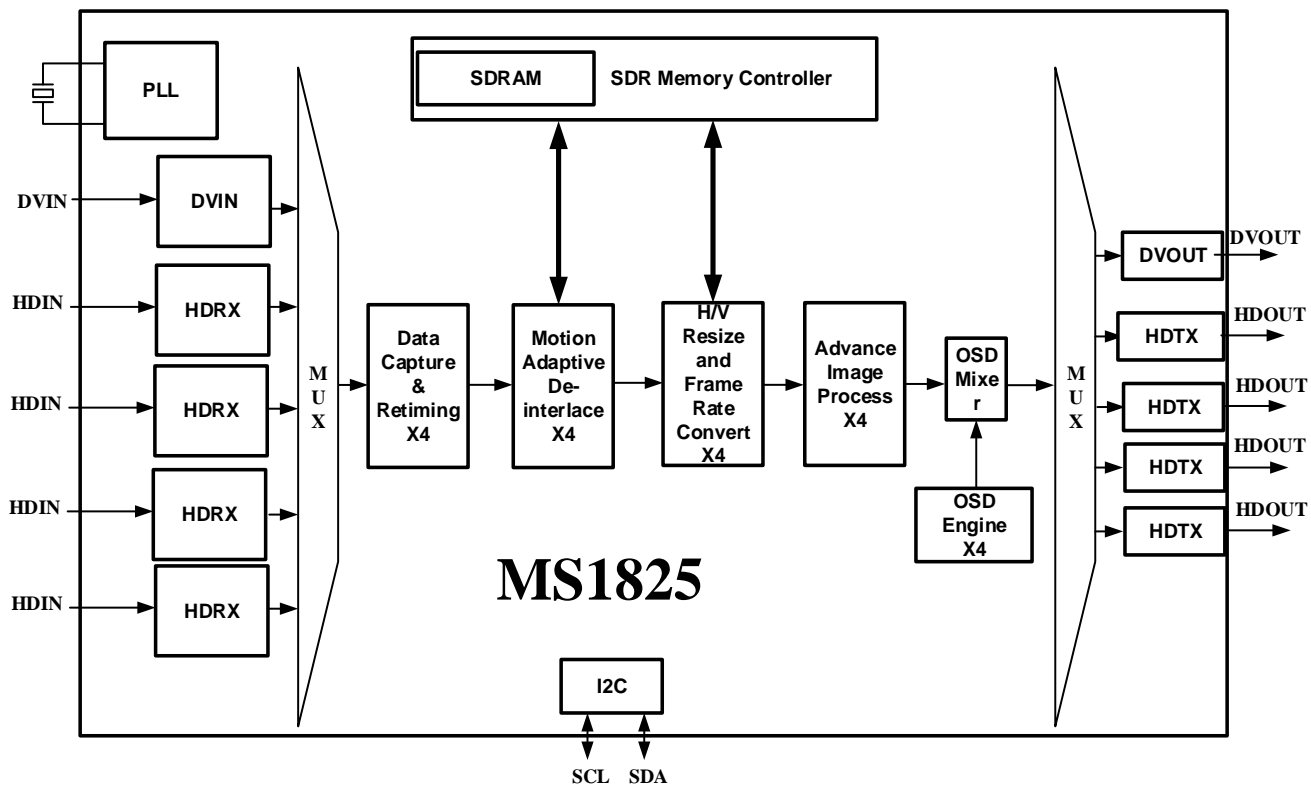 PLL
SDRAM
SDR Memory Controller
DVIN
DVIN
HDIN
HDRX
HDIN
HDRX
HDIN
HDRX
HDIN
HDRX
M
U
X
Data
Capture
&
Retiming
X4
Motion
Adaptive
De-
interlace
X4
H/V
Resize
and
Frame
Rate
Convert
X4
Advance
Image
Process
X4
OSD
Mixe
r
OSD
Engine
X4
M
U
X
DVOUT
DVOUT
HDTX
HDOUT
HDTX
HDOUT
HDTX
HDOUT
HDTX
HDOUT
MS1825
I2C
SCL
SDA